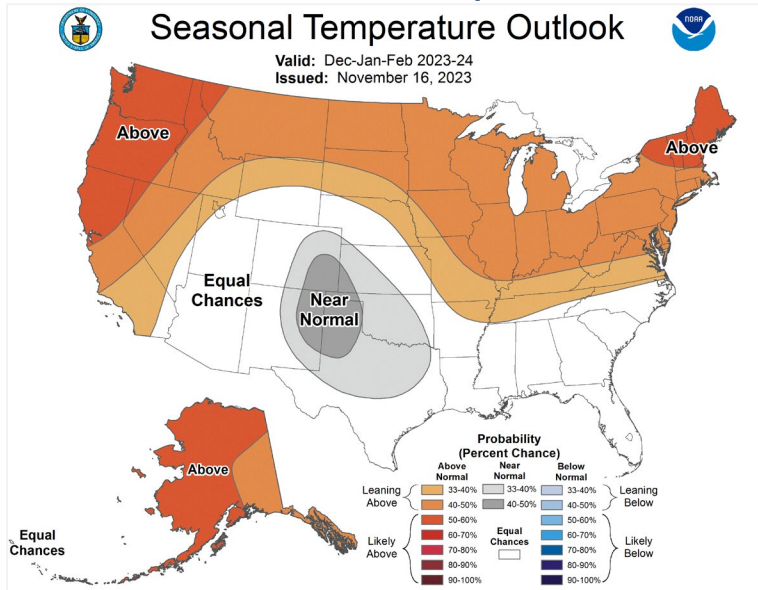 Seasonal Temperature Outlook
NOAA
Valid: Dec-Jan-Feb 2023-24
Issued: November 16, 2023
Above
Above
Equal
Chances
Near
Normal
Above
Equal
Chances
Probability
(Percent Chance)
Above
Normal
Near
Normal
Below
Normal
Leaning
Above
33-40%
33-40%
33-40%
Leaning
Below
40-50%
40-50%
40-50%
Likely
Above
50-60%
60-70%
70-80%
80-90%
90-100%
Equal
Chances
50-60%
60-70%
70-80%
80-90%
90-100%
Likely
Below